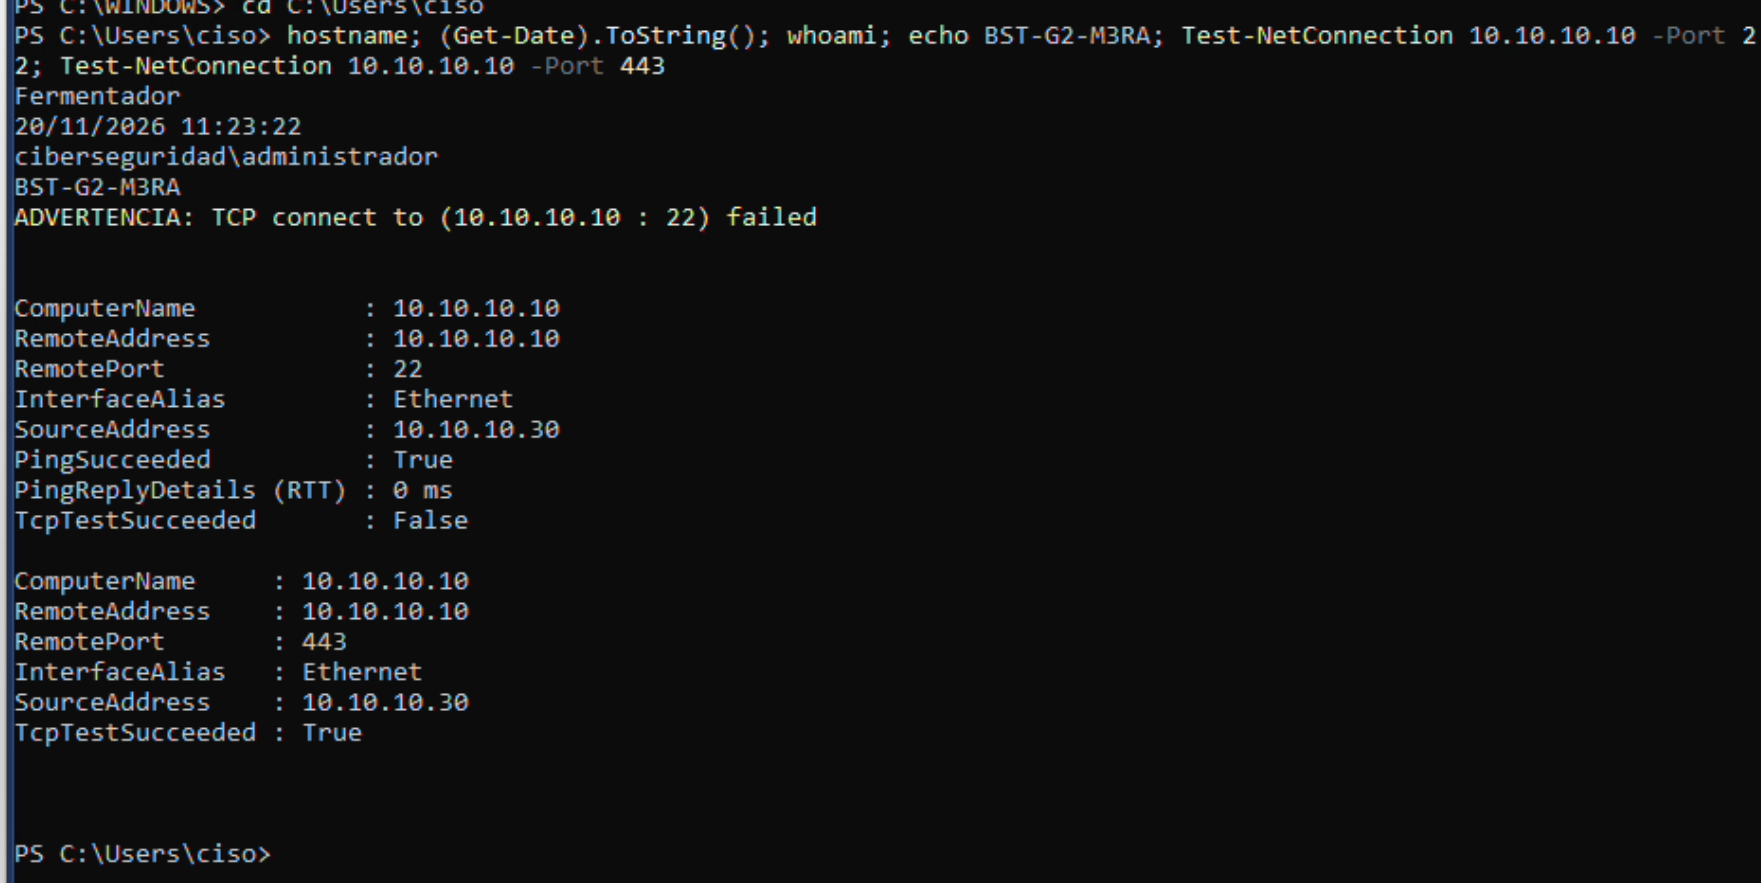 PS C:\WINDOWS> cd C:\Users\ciso
PS C:\Users\ciso> hostname; (Get-Date).ToString(); whoami; echo BST-G2-M3RA; Test-NetConnection 10.10.10.10 -Port 2
2; Test-NetConnection 10.10.10.10 -Port 443
Fermentador
20/11/2026 11:23:22
ciberseguridad\administrador
BST-G2-M3RA
ADVERTENCIA: TCP connect to (10.10.10.10 : 22) failed
ComputerName : 10.10.10.10
RemoteAddress : 10.10.10.10
RemotePort : 22
InterfaceAlias : Ethernet
SourceAddress : 10.10.10.30
PingSucceeded : True
PingReplyDetails (RTT) : 0 ms
TcpTestSucceeded : False
ComputerName : 10.10.10.10
RemoteAddress : 10.10.10.10
RemotePort : 443
InterfaceAlias : Ethernet
SourceAddress : 10.10.10.30
TcpTestSucceeded : True
PS C:\Users\ciso>